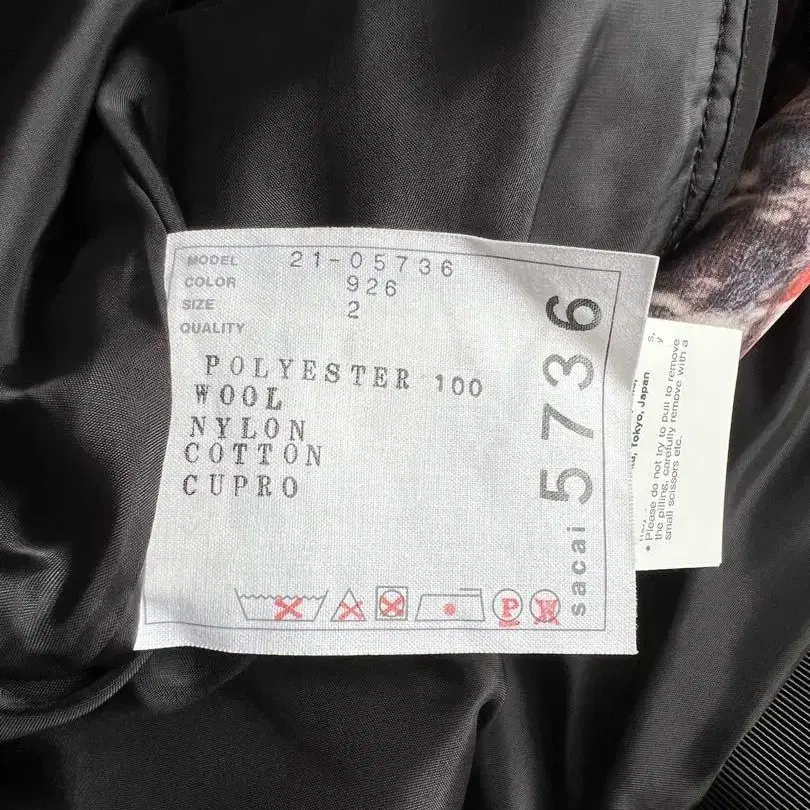 MODEL 21-05736
COLOR 926
SIZE 2
QUALITY
POLYESTER 100
WOOL
NYLON
COTTON
CUPRO
P
W
sacai 5736
Tokyo, Japan
• Please do not try to pull to remove
the pilling, carefully remove with a
small scissors etc.